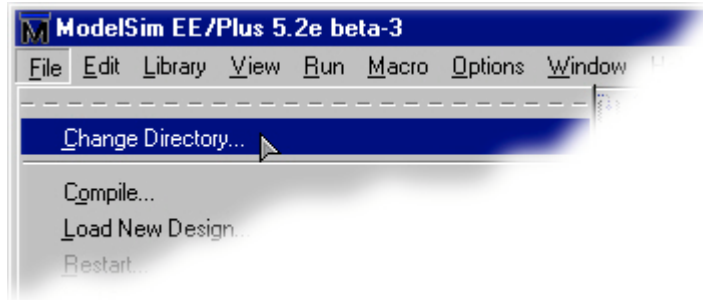 ModelSim EE/Plus 5.2e beta-3
File Edit Library View Run Macro Options Window
Change Directory...
Compile...
Load New Design...
Restart...